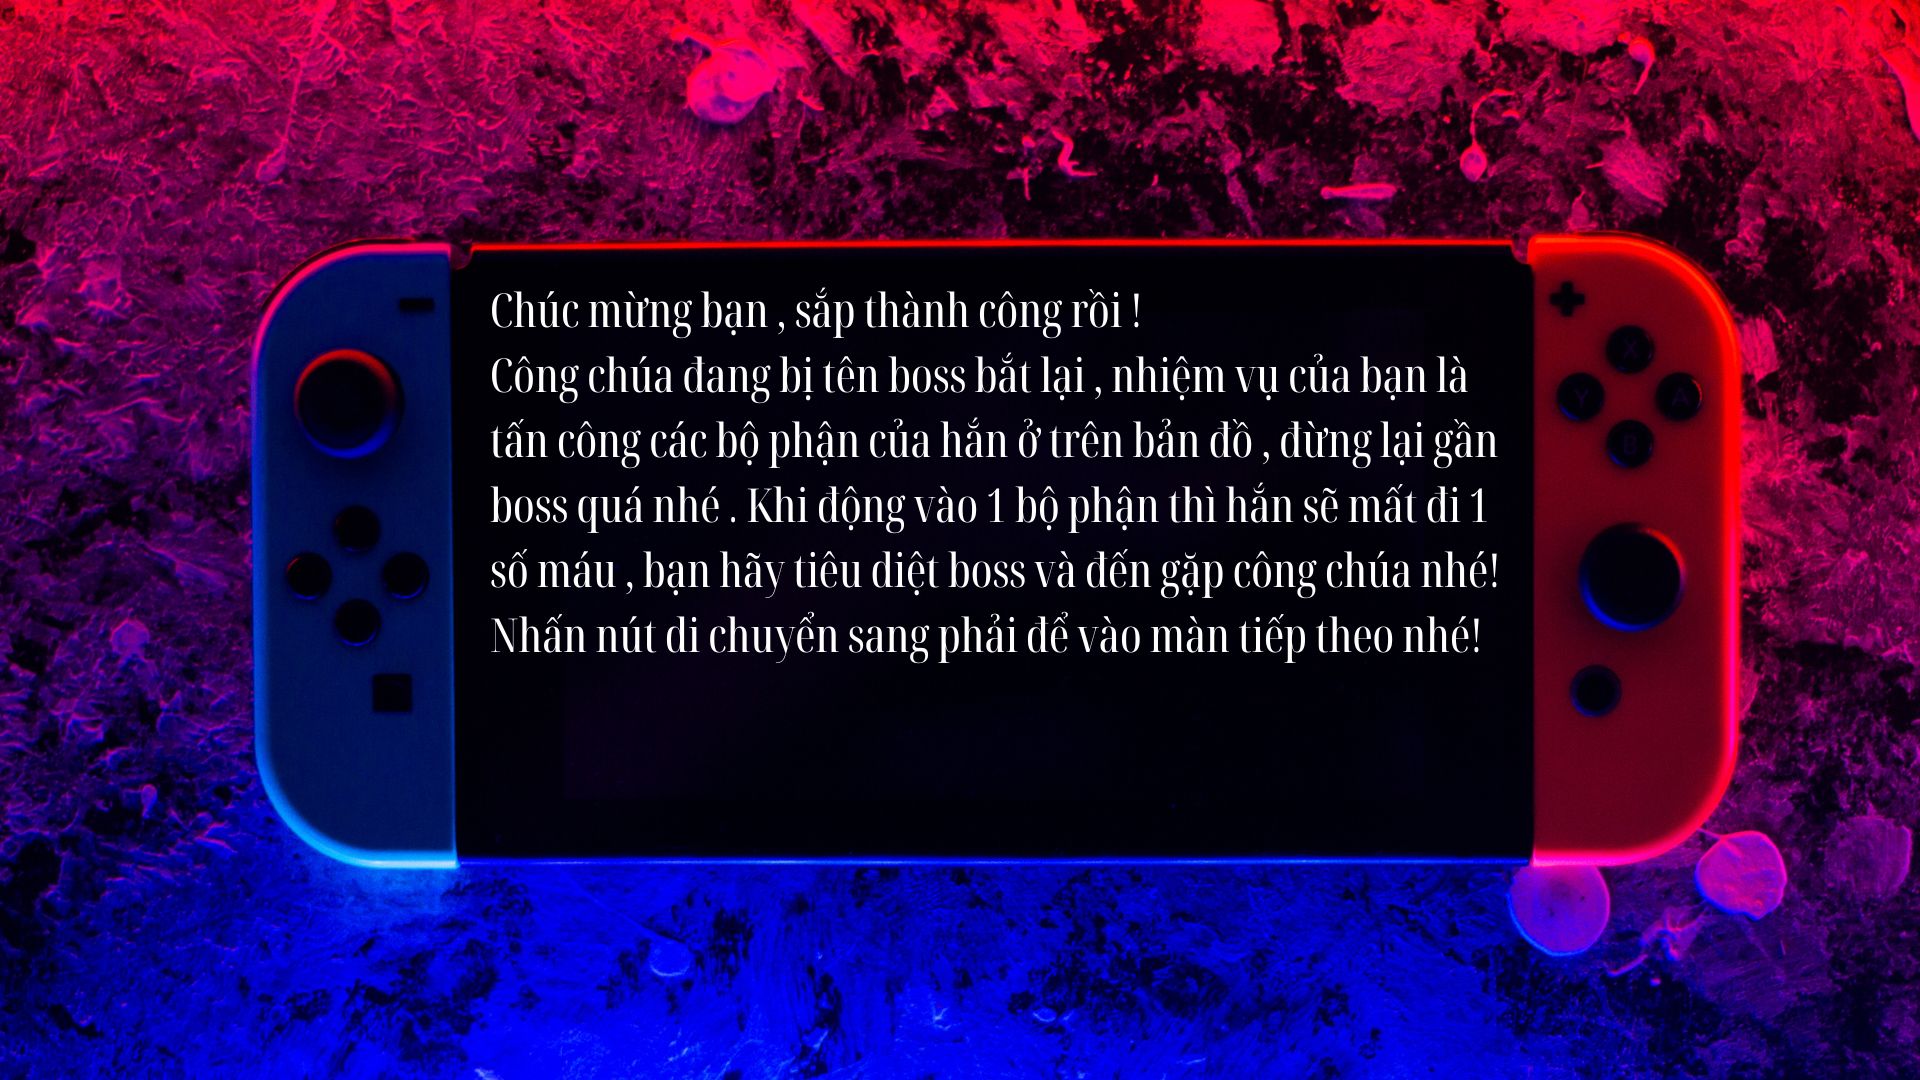 Chúc mừng bạn , sắp thành công rồi !
Công chúa đang bị tên boss bắt lại , nhiệm vụ của bạn là
tấn công các bộ phận của hắn ở trên bản đồ , đừng lại gần
boss quá nhé . Khi động vào 1 bộ phận thì hắn sẽ mất đi 1
số máu , bạn hãy tiêu diệt boss và đến gặp công chúa nhé!
Nhấn nút di chuyển sang phải để vào màn tiếp theo nhé!
X
Y
A
B